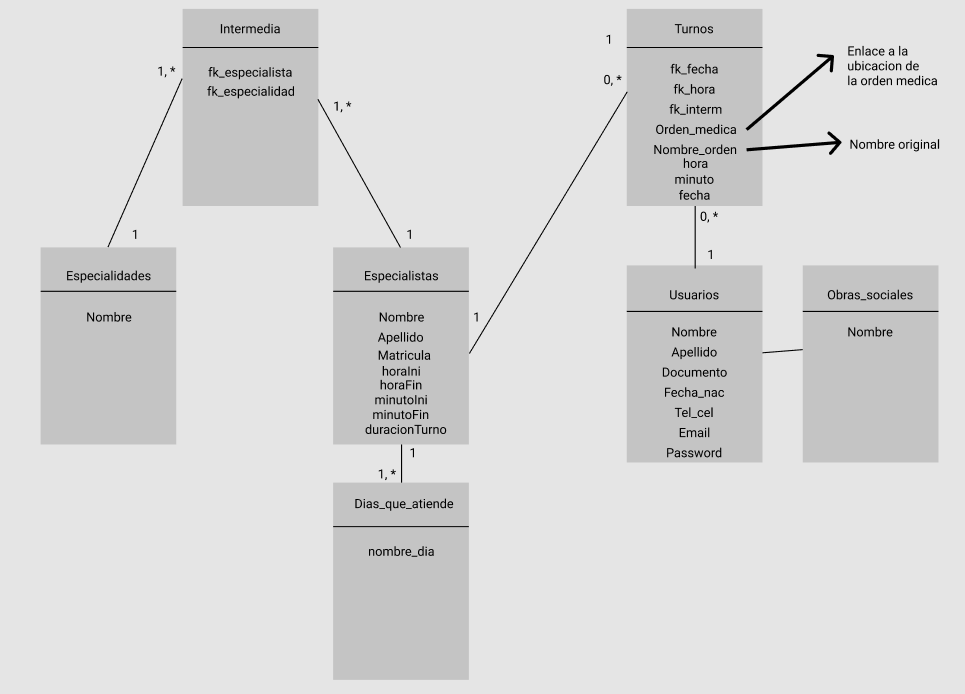 Intermedia
fk_especialista
fk_especialidad
1, *
1, *
Turnos
1
0, *
fk_fecha
fk_hora
fk_interm
Orden_medica
Nombre_orden
hora
minuto
fecha
Enlace a la
ubicacion de
la orden medica
Nombre original
0, *
1
1
1
Especialidades
Nombre
Especialistas
Nombre
Apellido
Matricula
horaIni
horaFin
minutoIni
minutoFin
duracionTurno
1
1
1, *
Dias_que_atiende
nombre_dia
Usuarios
Nombre
Apellido
Documento
Fecha_nac
Tel_cel
Email
Password
Obras_sociales
Nombre